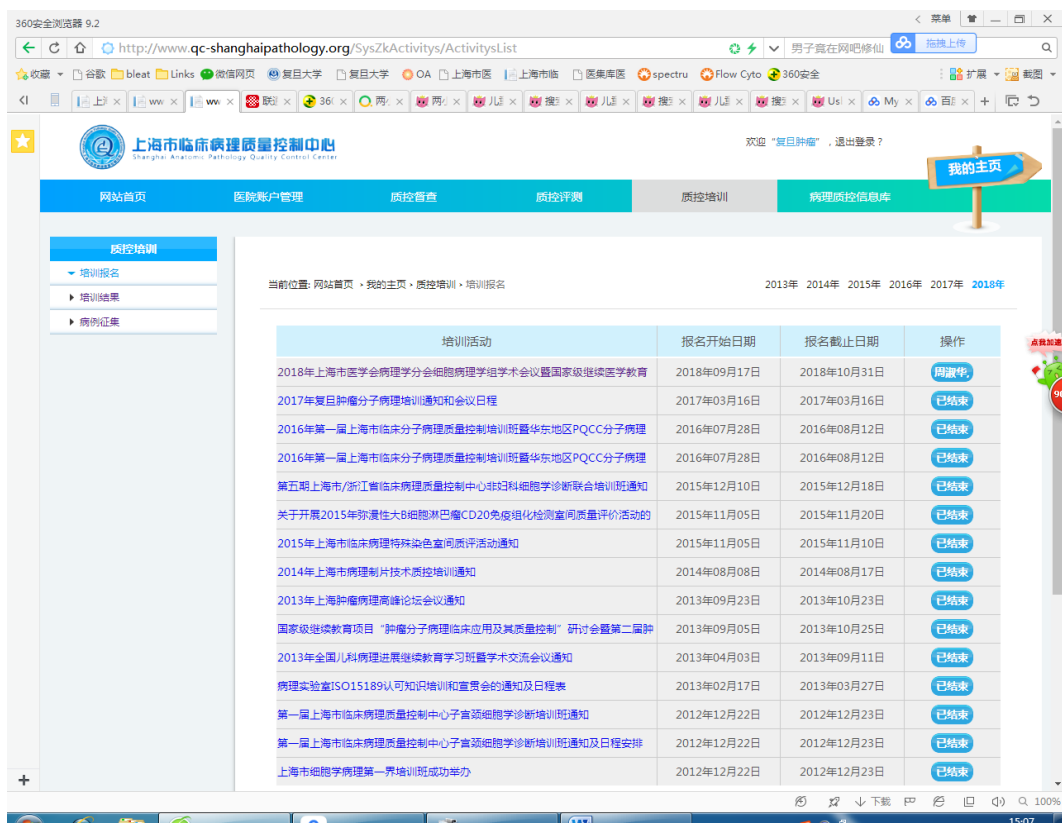 360安全浏览器 9.2
菜单
http://www.qc-shanghaipathology.org/SysZkActivitys/ActivitysList
男子竟在网吧修仙
拖拽上传
收藏 谷歌 bleat Links 微信网页 复旦大学 复旦大学 OA 上海市医 上海市临 医集库医 spectru Flow Cyto 360安全 扩展 截图
上海市临床病理质量控制中心
Shanghai Anatomic Pathology Quality Control Center
欢迎“复旦肿瘤”，退出登录？
我的主页
网站首页 医院账户管理 质控督查 质控评测 质控培训 病理质控信息库
质控培训
培训报名
培训结果
病例征集
当前位置: 网站首页 › 我的主页 › 质控培训 › 培训报名
2013年 2014年 2015年 2016年 2017年 2018年
点我加速
培训活动 报名开始日期 报名截止日期 操作
2018年上海市医学会病理学分会细胞病理学组学术会议暨国家级继续医学教育 2018年09月17日 2018年10月31日 周淑华,
2017年复旦肿瘤分子病理培训通知和会议日程 2017年03月16日 2017年03月16日 已结束
2016年第一届上海市临床分子病理质量控制培训班暨华东地区PQCC分子病理 2016年07月28日 2016年08月12日 已结束
2016年第一届上海市临床分子病理质量控制培训班暨华东地区PQCC分子病理 2016年07月28日 2016年08月12日 已结束
第五期上海市/浙江省临床病理质量控制中心非妇科细胞学诊断联合培训班通知 2015年12月10日 2015年12月18日 已结束
关于开展2015年弥漫性大B细胞淋巴瘤CD20免疫组化检测室间质量评价活动的 2015年11月05日 2015年11月20日 已结束
2015年上海市临床病理特殊染色室间质评活动通知 2015年11月05日 2015年11月10日 已结束
2014年上海市病理制片技术质控培训通知 2014年08月08日 2014年08月17日 已结束
2013年上海肿瘤病理高峰论坛会议通知 2013年09月23日 2013年10月23日 已结束
国家级继续教育项目“肿瘤分子病理临床应用及其质量控制”研讨会暨第二届肿 2013年09月05日 2013年10月25日 已结束
2013年全国儿科病理进展继续教育学习班暨学术交流会议通知 2013年04月03日 2013年09月11日 已结束
病理实验室ISO15189认可知识培训和宣贯会的通知及日程表 2013年02月17日 2013年03月27日 已结束
第一届上海市临床病理质量控制中心子宫颈细胞学诊断培训班通知 2012年12月22日 2012年12月23日 已结束
第一届上海市临床病理质量控制中心子宫颈细胞学诊断培训班通知及日程安排 2012年12月22日 2012年12月23日 已结束
上海市细胞学病理第一界培训班成功举办 2012年12月22日 2012年12月23日 已结束
下载 100%
15:07